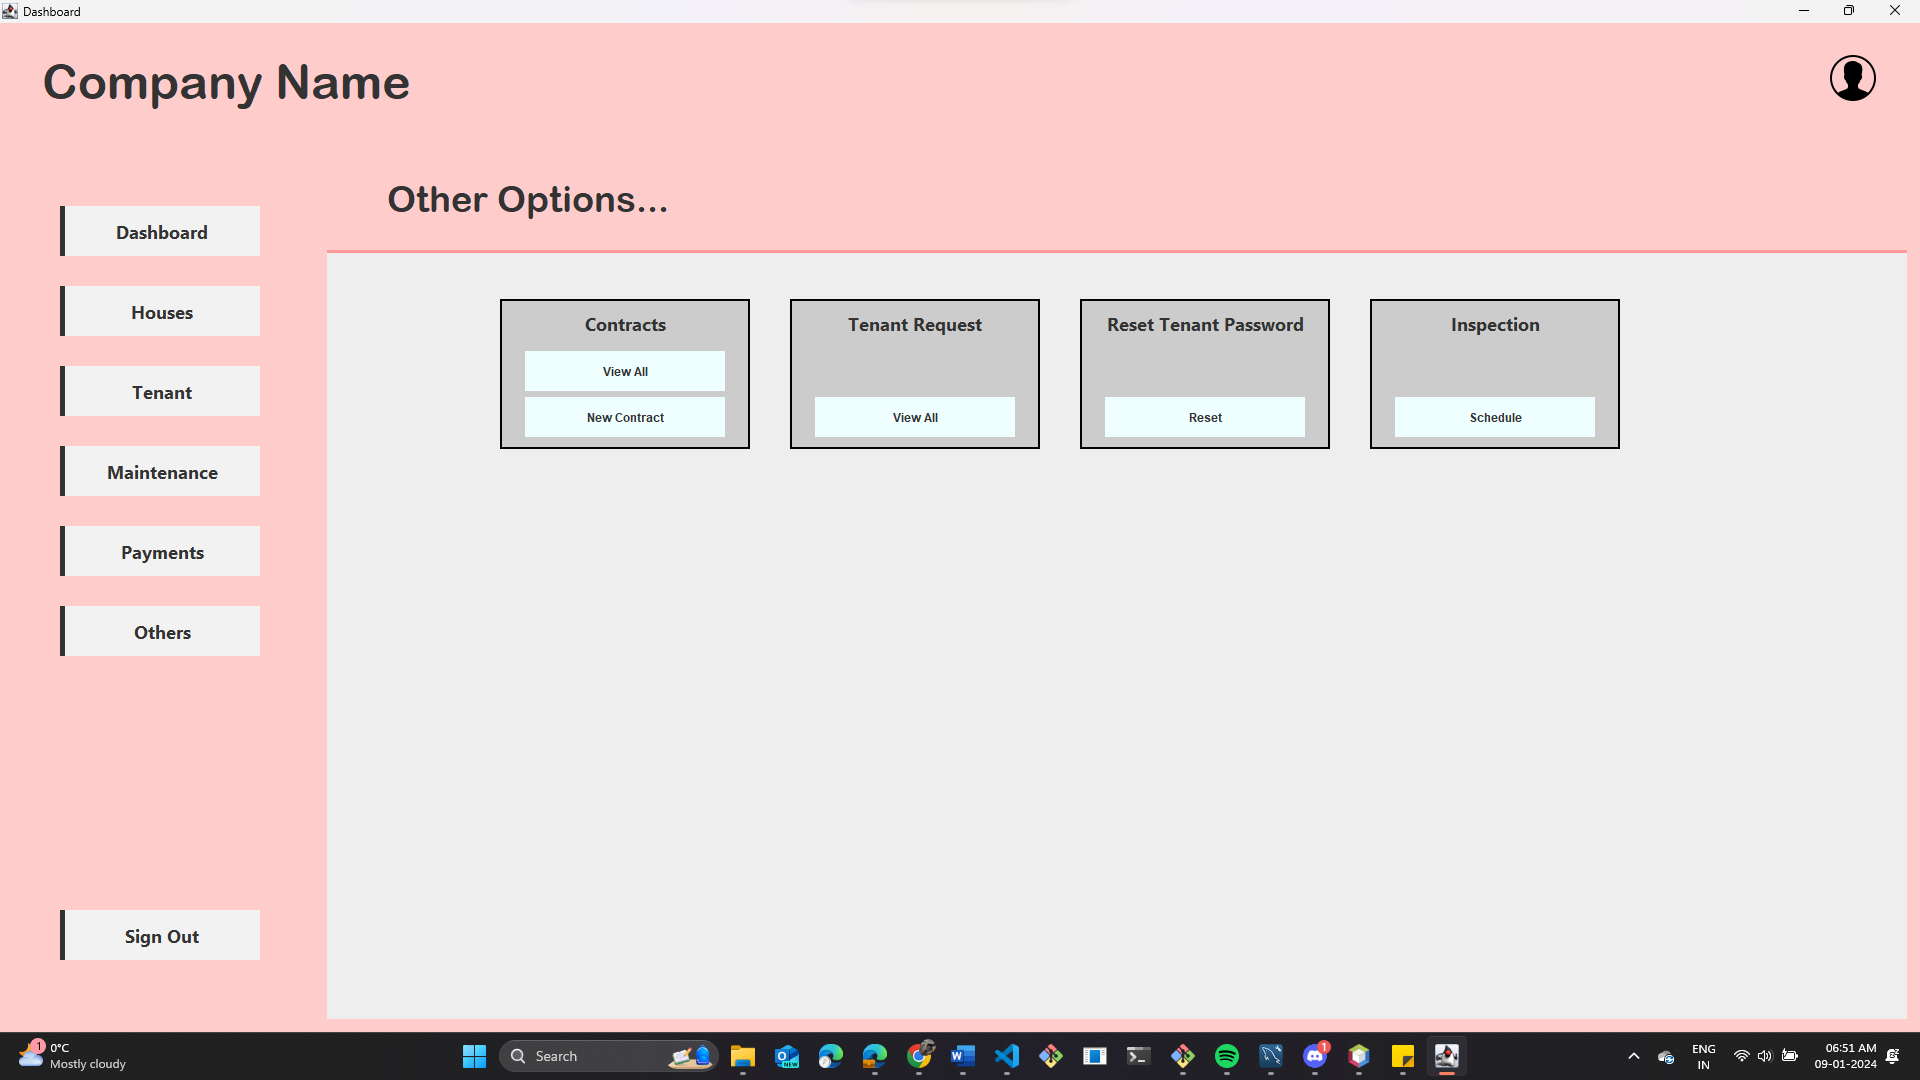 Dashboard
Company Name
Other Options...
Dashboard
Houses
Tenant
Maintenance
Payments
Others
Sign Out
Contracts
View All
New Contract
Tenant Request
View All
Reset Tenant Password
Reset
Inspection
Schedule
1
0°C
Mostly cloudy
Search
NEW
W
1
ENG
IN
06:51 AM
09-01-2024